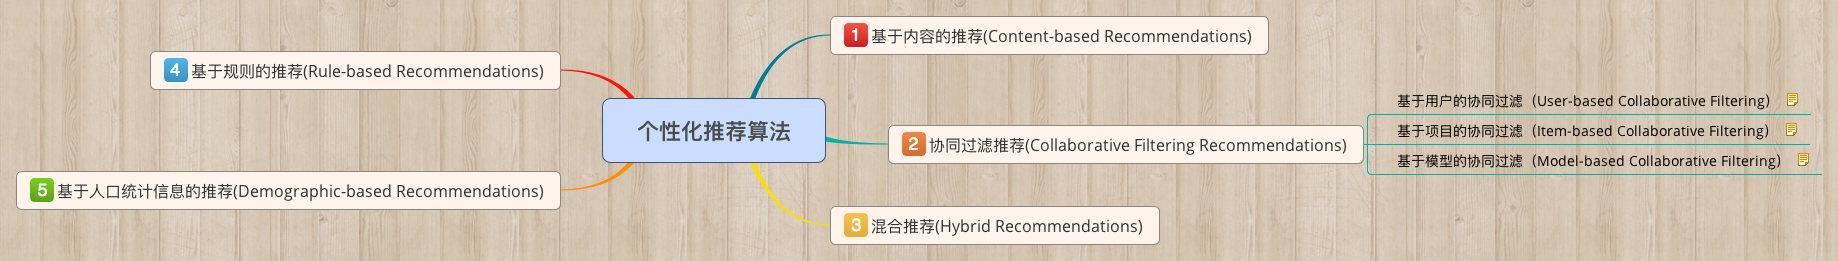 个性化推荐算法
1 基于内容的推荐(Content-based Recommendations)
2 协同过滤推荐(Collaborative Filtering Recommendations)
基于用户的协同过滤（User-based Collaborative Filtering）
基于项目的协同过滤（Item-based Collaborative Filtering）
基于模型的协同过滤（Model-based Collaborative Filtering）
3 混合推荐(Hybrid Recommendations)
4 基于规则的推荐(Rule-based Recommendations)
5 基于人口统计信息的推荐(Demographic-based Recommendations)